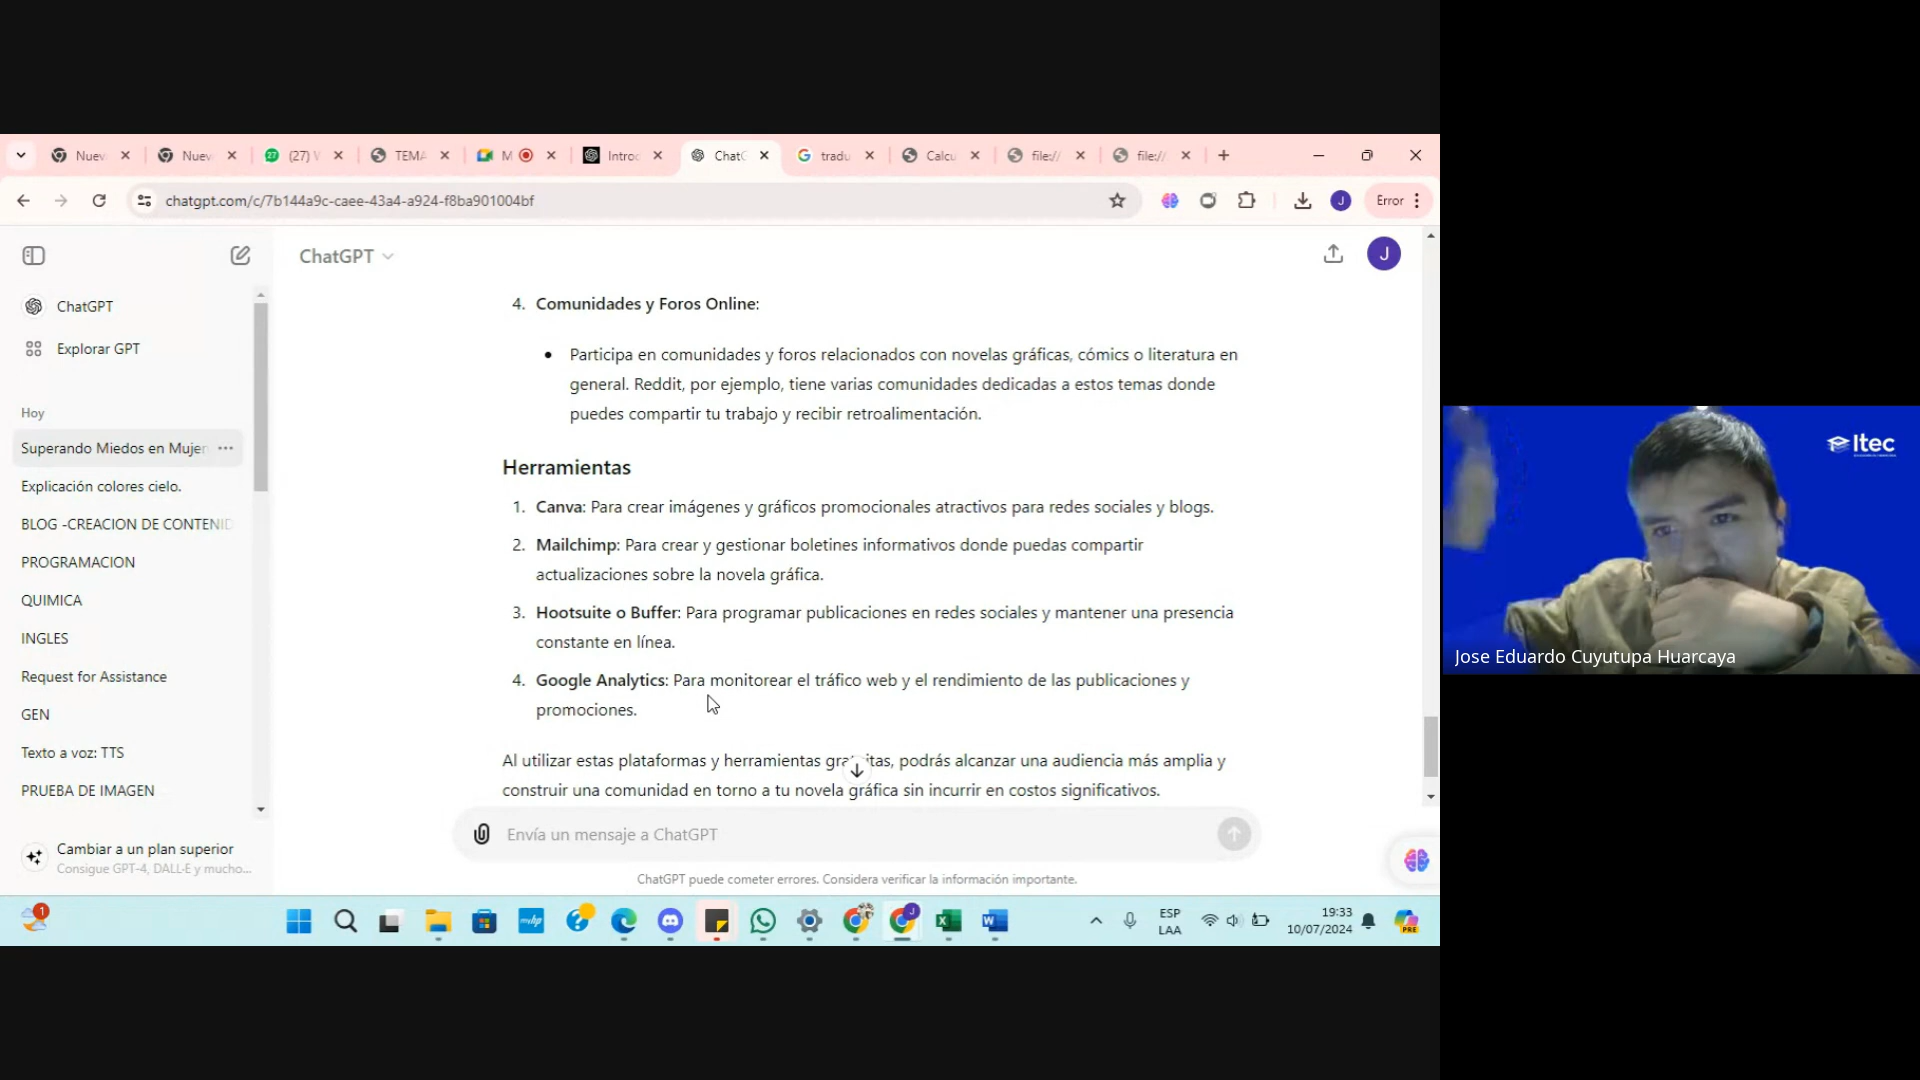 Nuev
Nuev
(27) V
TEMA
M
Introc
ChatG
tradu
Calcu
file://
file://
chatgpt.com/c/7b144a9c-caee-43a4-a924-f8ba901004bf
J
Error
ChatGPT
J
ChatGPT
Explorar GPT
Hoy
Superando Miedos en Mujer
Explicación colores cielo.
BLOG -CREACION DE CONTENID
PROGRAMACION
QUIMICA
INGLES
Request for Assistance
GEN
Texto a voz: TTS
PRUEBA DE IMAGEN
Cambiar a un plan superior
Consigue GPT-4, DALL-E y mucho...
4. Comunidades y Foros Online:
Participa en comunidades y foros relacionados con novelas gráficas, cómics o literatura en
general. Reddit, por ejemplo, tiene varias comunidades dedicadas a estos temas donde
puedes compartir tu trabajo y recibir retroalimentación.
Herramientas
1. Canva: Para crear imágenes y gráficos promocionales atractivos para redes sociales y blogs.
2. Mailchimp: Para crear y gestionar boletines informativos donde puedas compartir
actualizaciones sobre la novela gráfica.
3. Hootsuite o Buffer: Para programar publicaciones en redes sociales y mantener una presencia
constante en línea.
4. Google Analytics: Para monitorear el tráfico web y el rendimiento de las publicaciones y
promociones.
Al utilizar estas plataformas y herramientas gratuitas, podrás alcanzar una audiencia más amplia y
construir una comunidad en torno a tu novela gráfica sin incurrir en costos significativos.
Envía un mensaje a ChatGPT
ChatGPT puede cometer errores. Considera verificar la información importante.
1
myhp
J
ESP
LAA
19:33
10/07/2024
PRE
Itec
Jose Eduardo Cuyutupa Huarcaya